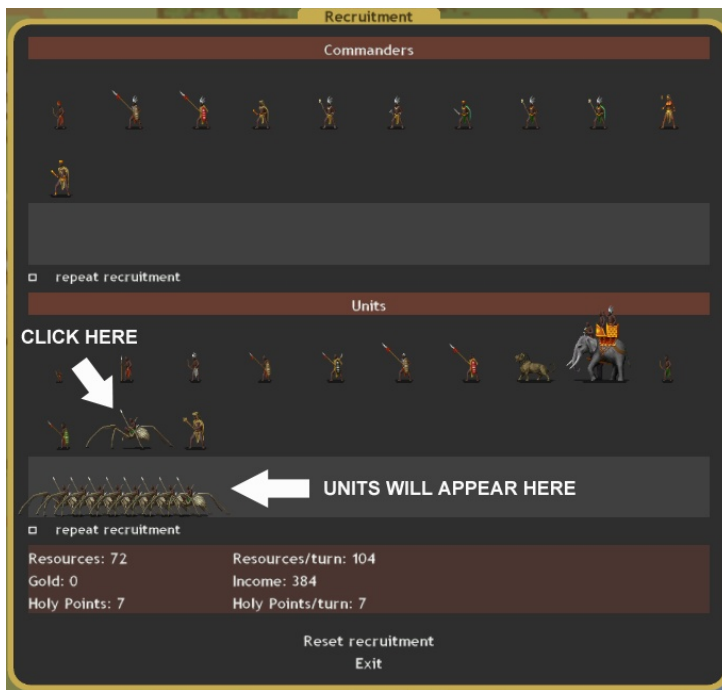 Recruitment
Commanders
repeat recruitment
Units
CLICK HERE
UNITS WILL APPEAR HERE
repeat recruitment
Resources: 72 Resources/turn: 104
Gold: 0 Income: 384
Holy Points: 7 Holy Points/turn: 7
Reset recruitment
Exit